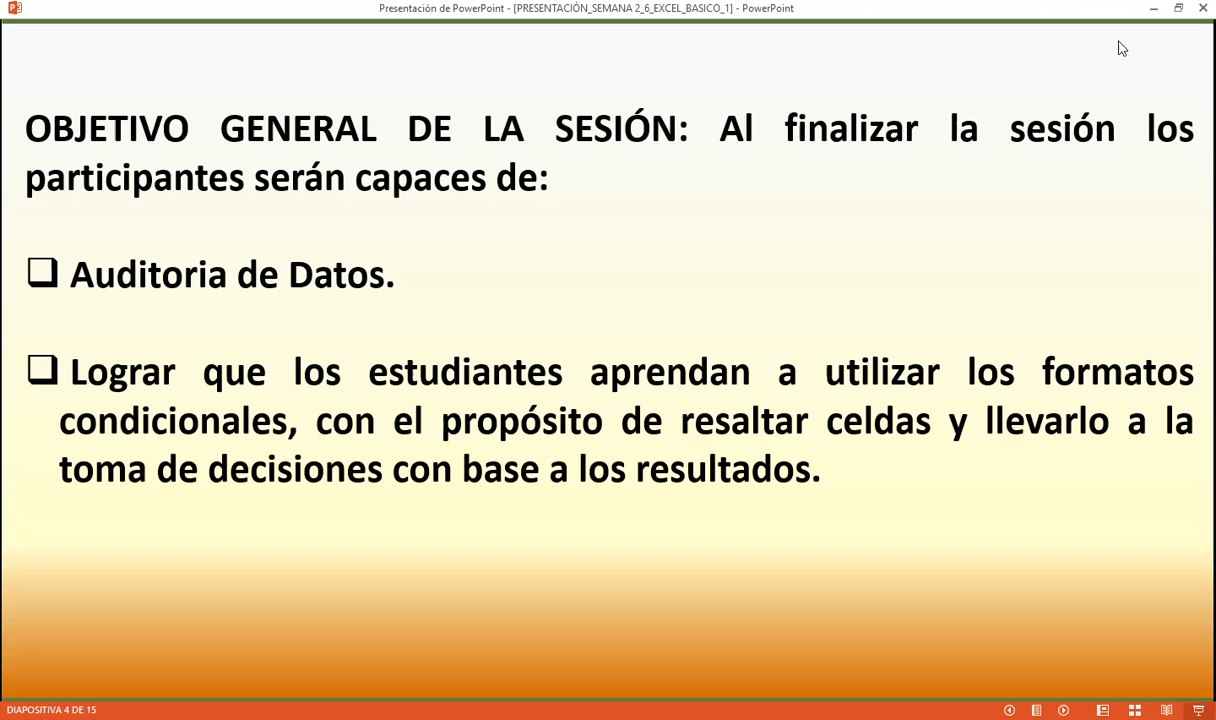 Presentación de PowerPoint - [PRESENTACIÓN_SEMANA 2_6_EXCEL_BASICO_1] - PowerPoint
OBJETIVO GENERAL DE LA SESIÓN: Al finalizar la sesión los
participantes serán capaces de:
❑ Auditoria de Datos.
❑ Lograr que los estudiantes aprendan a utilizar los formatos
condicionales, con el propósito de resaltar celdas y llevarlo a la
toma de decisiones con base a los resultados.
DIAPOSITIVA 4 DE 15